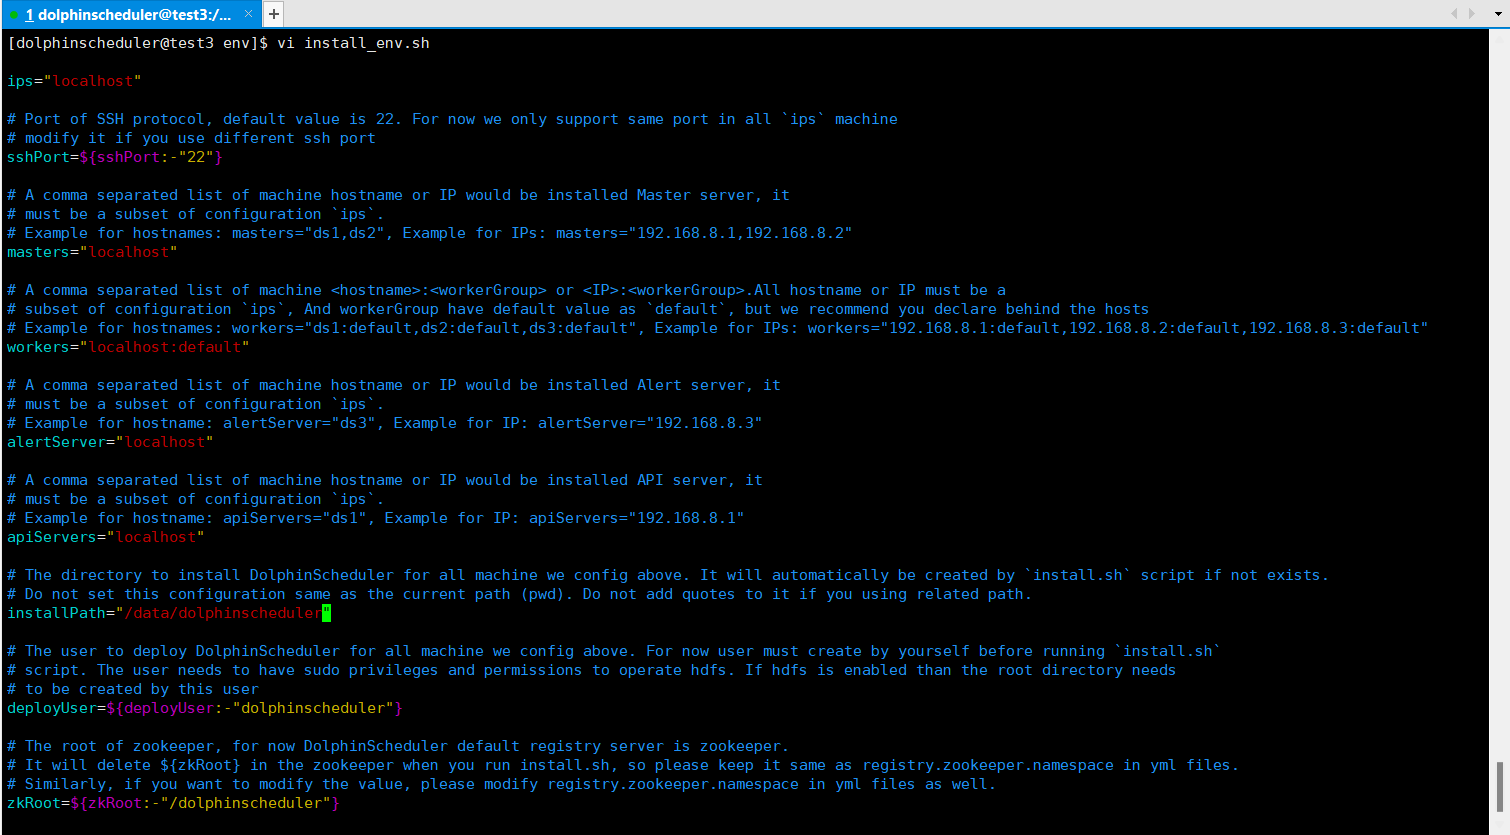 1 dolphinscheduler@test3:/... × +
[dolphinscheduler@test3 env]$ vi install_env.sh
ips="localhost"
# Port of SSH protocol, default value is 22. For now we only support same port in all `ips` machine
# modify it if you use different ssh port
sshPort=${sshPort:-"22"}
# A comma separated list of machine hostname or IP would be installed Master server, it
# must be a subset of configuration `ips`.
# Example for hostnames: masters="ds1,ds2", Example for IPs: masters="192.168.8.1,192.168.8.2"
masters="localhost"
# A comma separated list of machine <hostname>:<workerGroup> or <IP>:<workerGroup>.All hostname or IP must be a
# subset of configuration `ips`, And workerGroup have default value as `default`, but we recommend you declare behind the hosts
# Example for hostnames: workers="ds1:default,ds2:default,ds3:default", Example for IPs: workers="192.168.8.1:default,192.168.8.2:default,192.168.8.3:default"
workers="localhost:default"
# A comma separated list of machine hostname or IP would be installed Alert server, it
# must be a subset of configuration `ips`.
# Example for hostname: alertServer="ds3", Example for IP: alertServer="192.168.8.3"
alertServer="localhost"
# A comma separated list of machine hostname or IP would be installed API server, it
# must be a subset of configuration `ips`.
# Example for hostname: apiServers="ds1", Example for IP: apiServers="192.168.8.1"
apiServers="localhost"
# The directory to install DolphinScheduler for all machine we config above. It will automatically be created by `install.sh` script if not exists.
# Do not set this configuration same as the current path (pwd). Do not add quotes to it if you using related path.
installPath="/data/dolphinscheduler"
# The user to deploy DolphinScheduler for all machine we config above. For now user must create by yourself before running `install.sh`
# script. The user needs to have sudo privileges and permissions to operate hdfs. If hdfs is enabled than the root directory needs
# to be created by this user
deployUser=${deployUser:-"dolphinscheduler"}
# The root of zookeeper, for now DolphinScheduler default registry server is zookeeper.
# It will delete ${zkRoot} in the zookeeper when you run install.sh, so please keep it same as registry.zookeeper.namespace in yml files.
# Similarly, if you want to modify the value, please modify registry.zookeeper.namespace in yml files as well.
zkRoot=${zkRoot:-"/dolphinscheduler"}